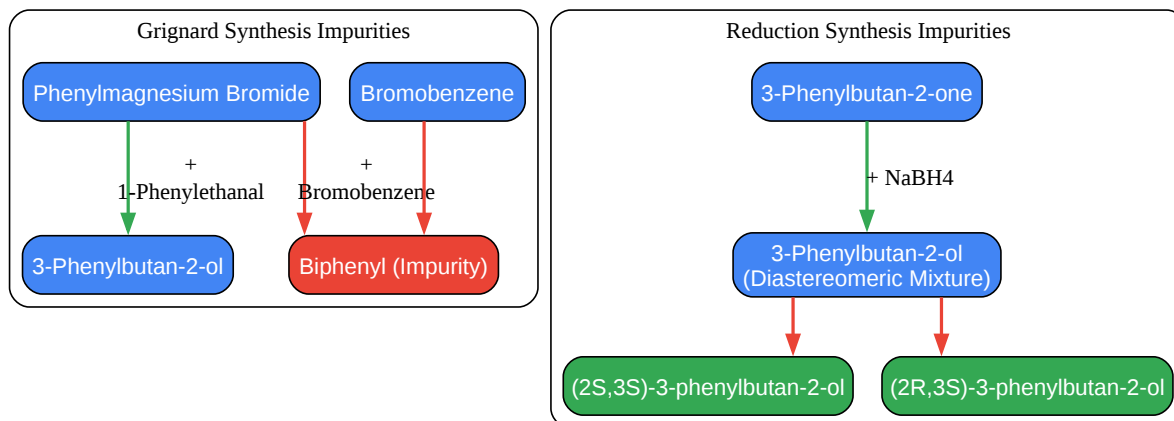 Grignard Synthesis Impurities
Phenylmagnesium Bromide
Bromobenzene
+
1-Phenylethanal
+
Bromobenzene
3-Phenylbutan-2-ol
Biphenyl (Impurity)
Reduction Synthesis Impurities
3-Phenylbutan-2-one
+ NaBH4
3-Phenylbutan-2-ol
(Diastereomeric Mixture)
(2S,3S)-3-phenylbutan-2-ol
(2R,3S)-3-phenylbutan-2-ol